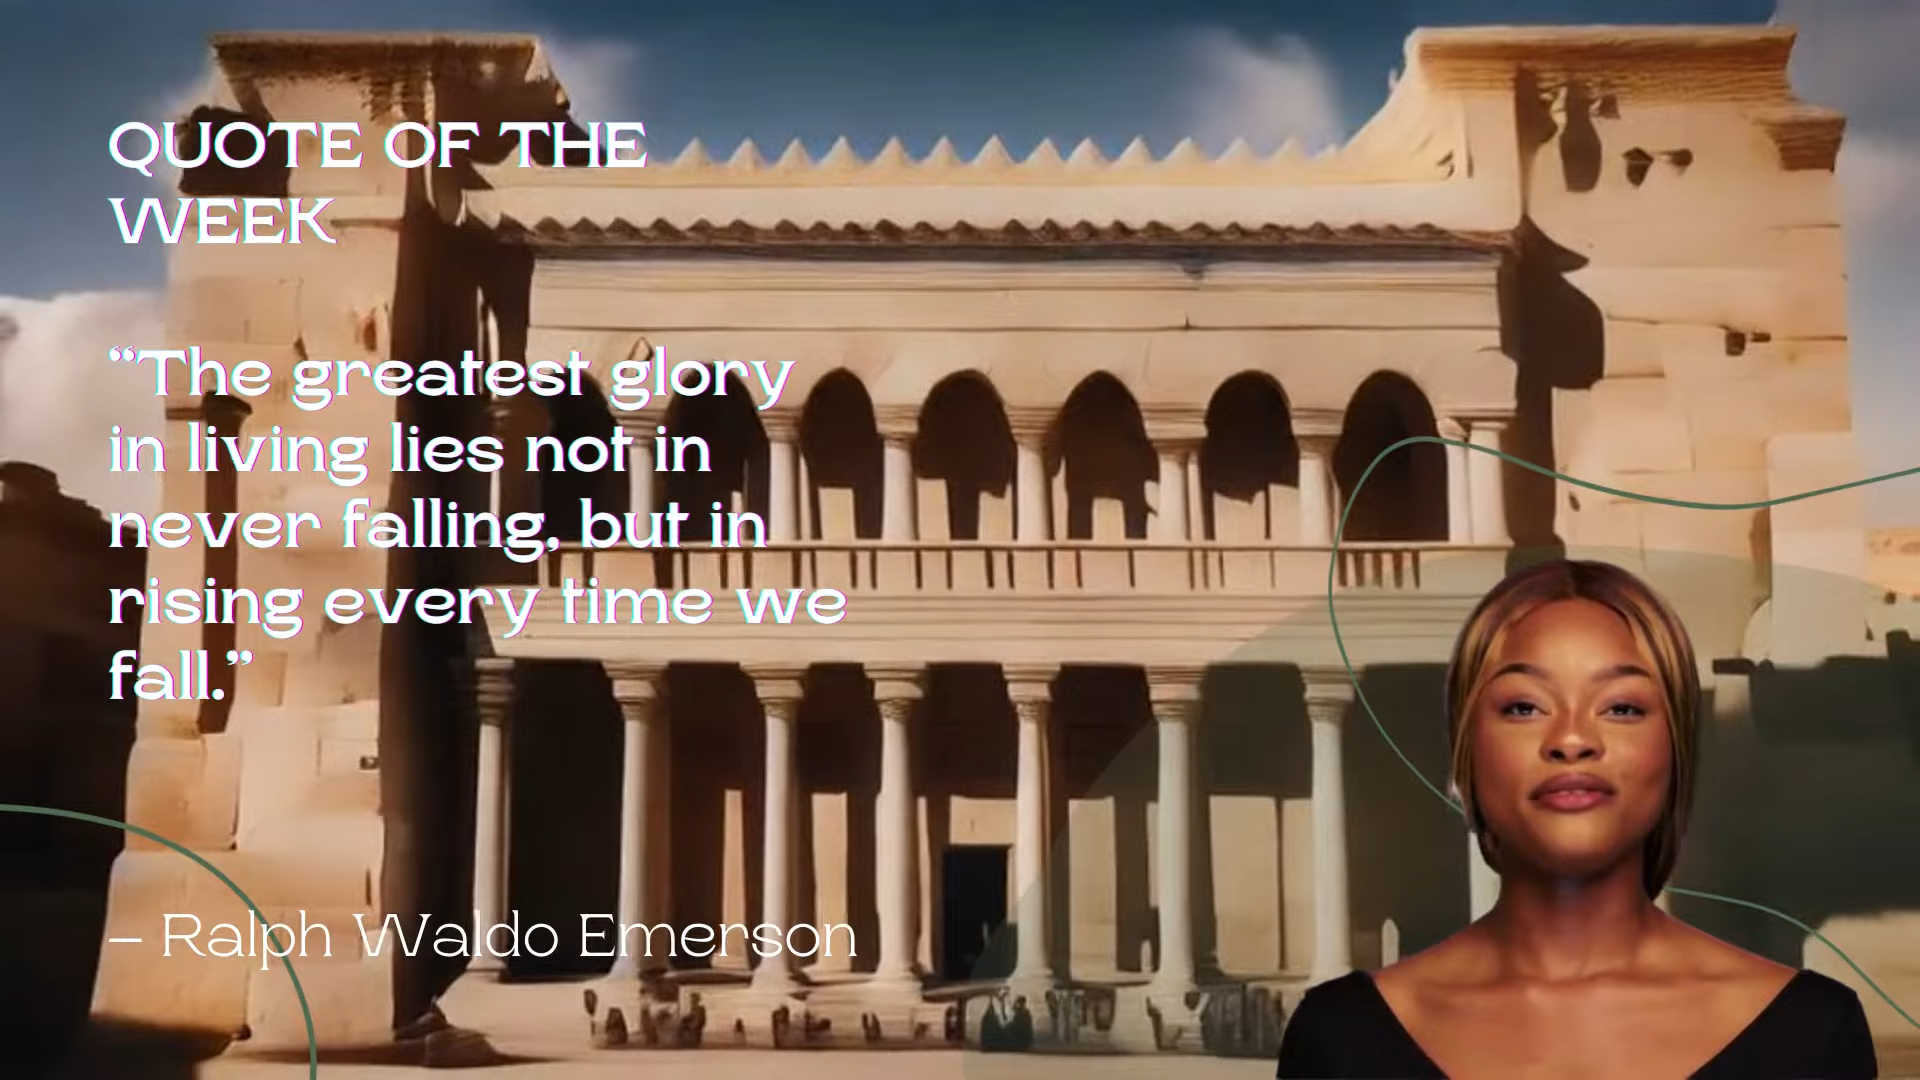 QUOTE OF THE
WEEK
“The greatest glory
in living lies not in
never falling, but in
rising every time we
fall.”
– Ralph Waldo Emerson